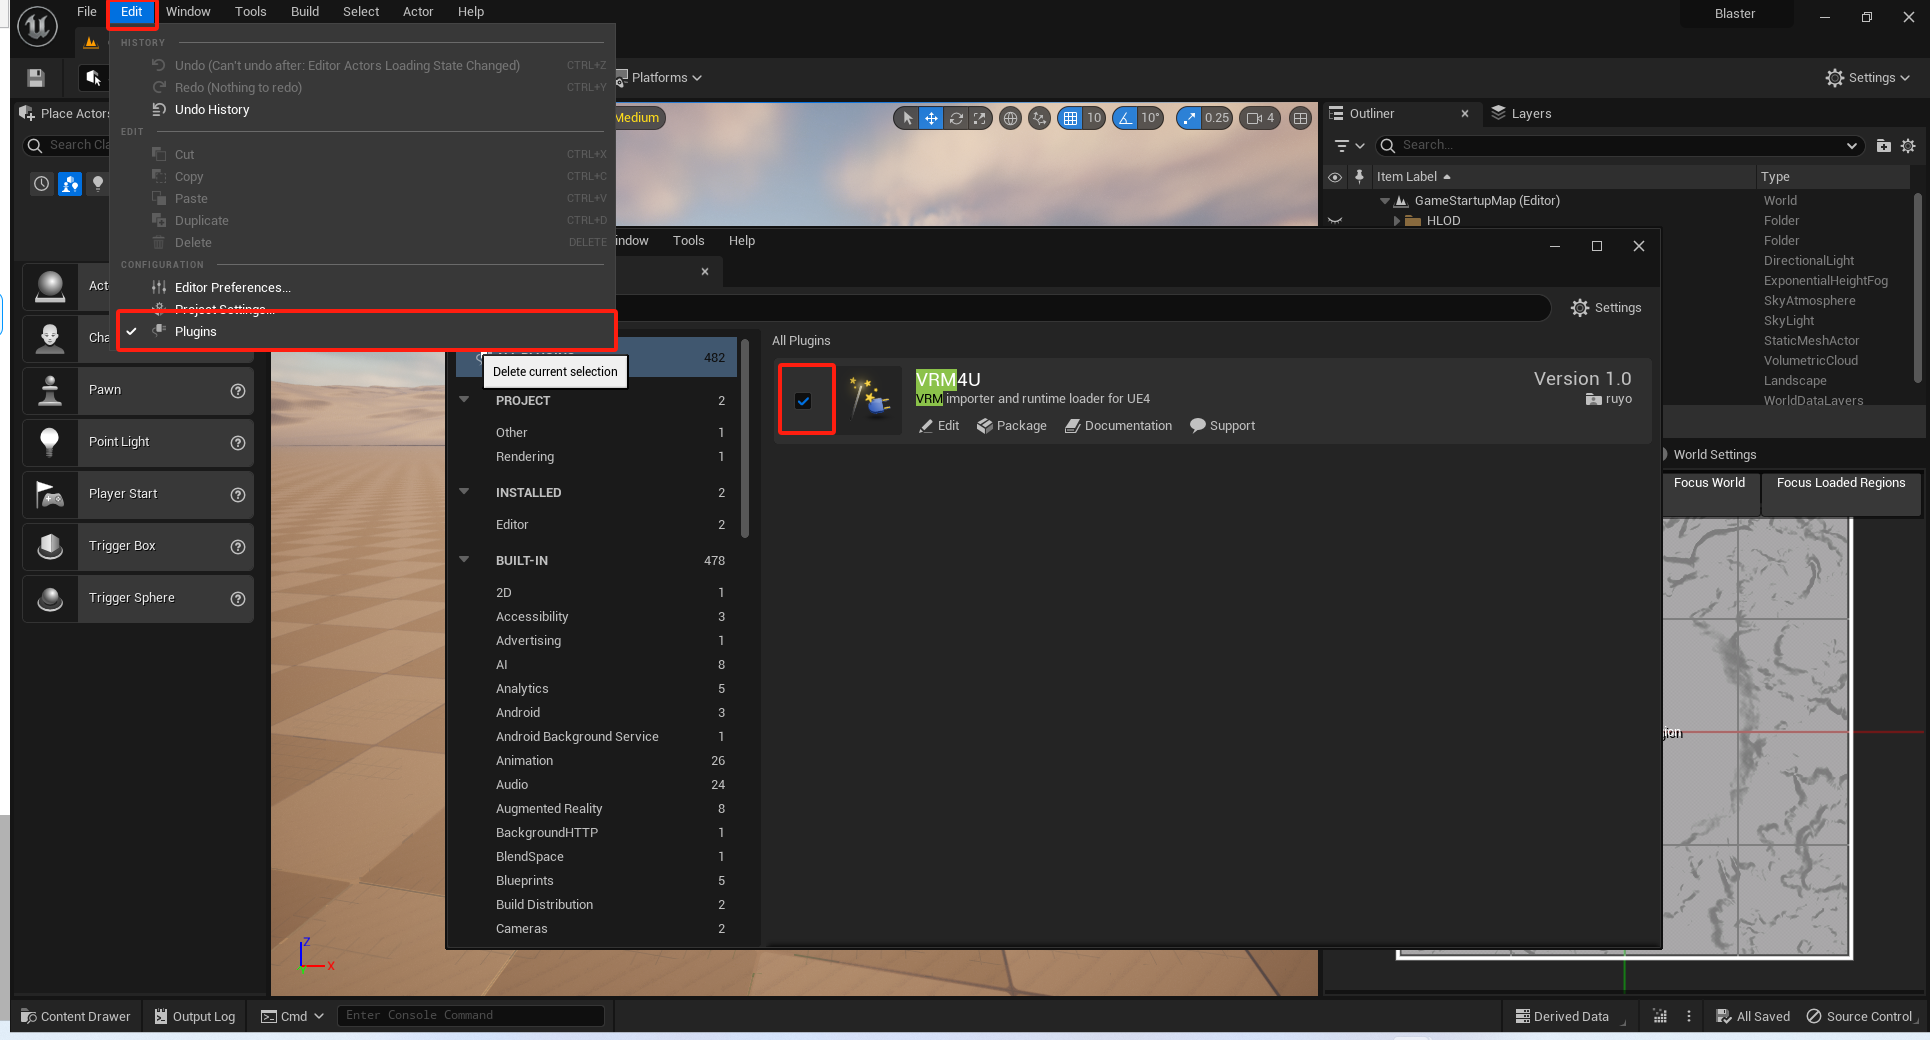 File Edit Window Tools Build Select Actor Help
Blaster
HISTORY
Undo (Can't undo after: Editor Actors Loading State Changed) CTRL+Z
Redo (Nothing to redo) CTRL+Y
Undo History
EDIT
Cut CTRL+X
Copy CTRL+C
Paste CTRL+V
Duplicate CTRL+D
Delete DELETE
CONFIGURATION
Editor Preferences...
Project Settings...
Plugins
Delete current selection
Platforms
Settings
Place Actors
Search Cla
Medium
10
10°
0.25
4
Outliner
Layers
Search...
Item Label
Type
GameStartupMap (Editor) World
HLOD Folder
Folder
DirectionalLight
ExponentialHeightFog
SkyAtmosphere
SkyLight
StaticMeshActor
VolumetricCloud
Landscape
WorldDataLayers
Acto
Cha
Pawn
Point Light
Player Start
Trigger Box
Trigger Sphere
indow Tools Help
Settings
482
PROJECT 2
Other 1
Rendering 1
INSTALLED 2
Editor 2
BUILT-IN 478
2D 1
Accessibility 3
Advertising 1
AI 8
Analytics 5
Android 3
Android Background Service 1
Animation 26
Audio 24
Augmented Reality 8
BackgroundHTTP 1
BlendSpace 1
Blueprints 5
Build Distribution 2
Cameras 2
All Plugins
VRM4U
VRM importer and runtime loader for UE4
Edit Package Documentation Support
Version 1.0
ruyo
World Settings
Focus World
Focus Loaded Regions
gion
Z
X
Y
Content Drawer
Output Log
Cmd
Enter Console Command
Derived Data
All Saved
Source Control